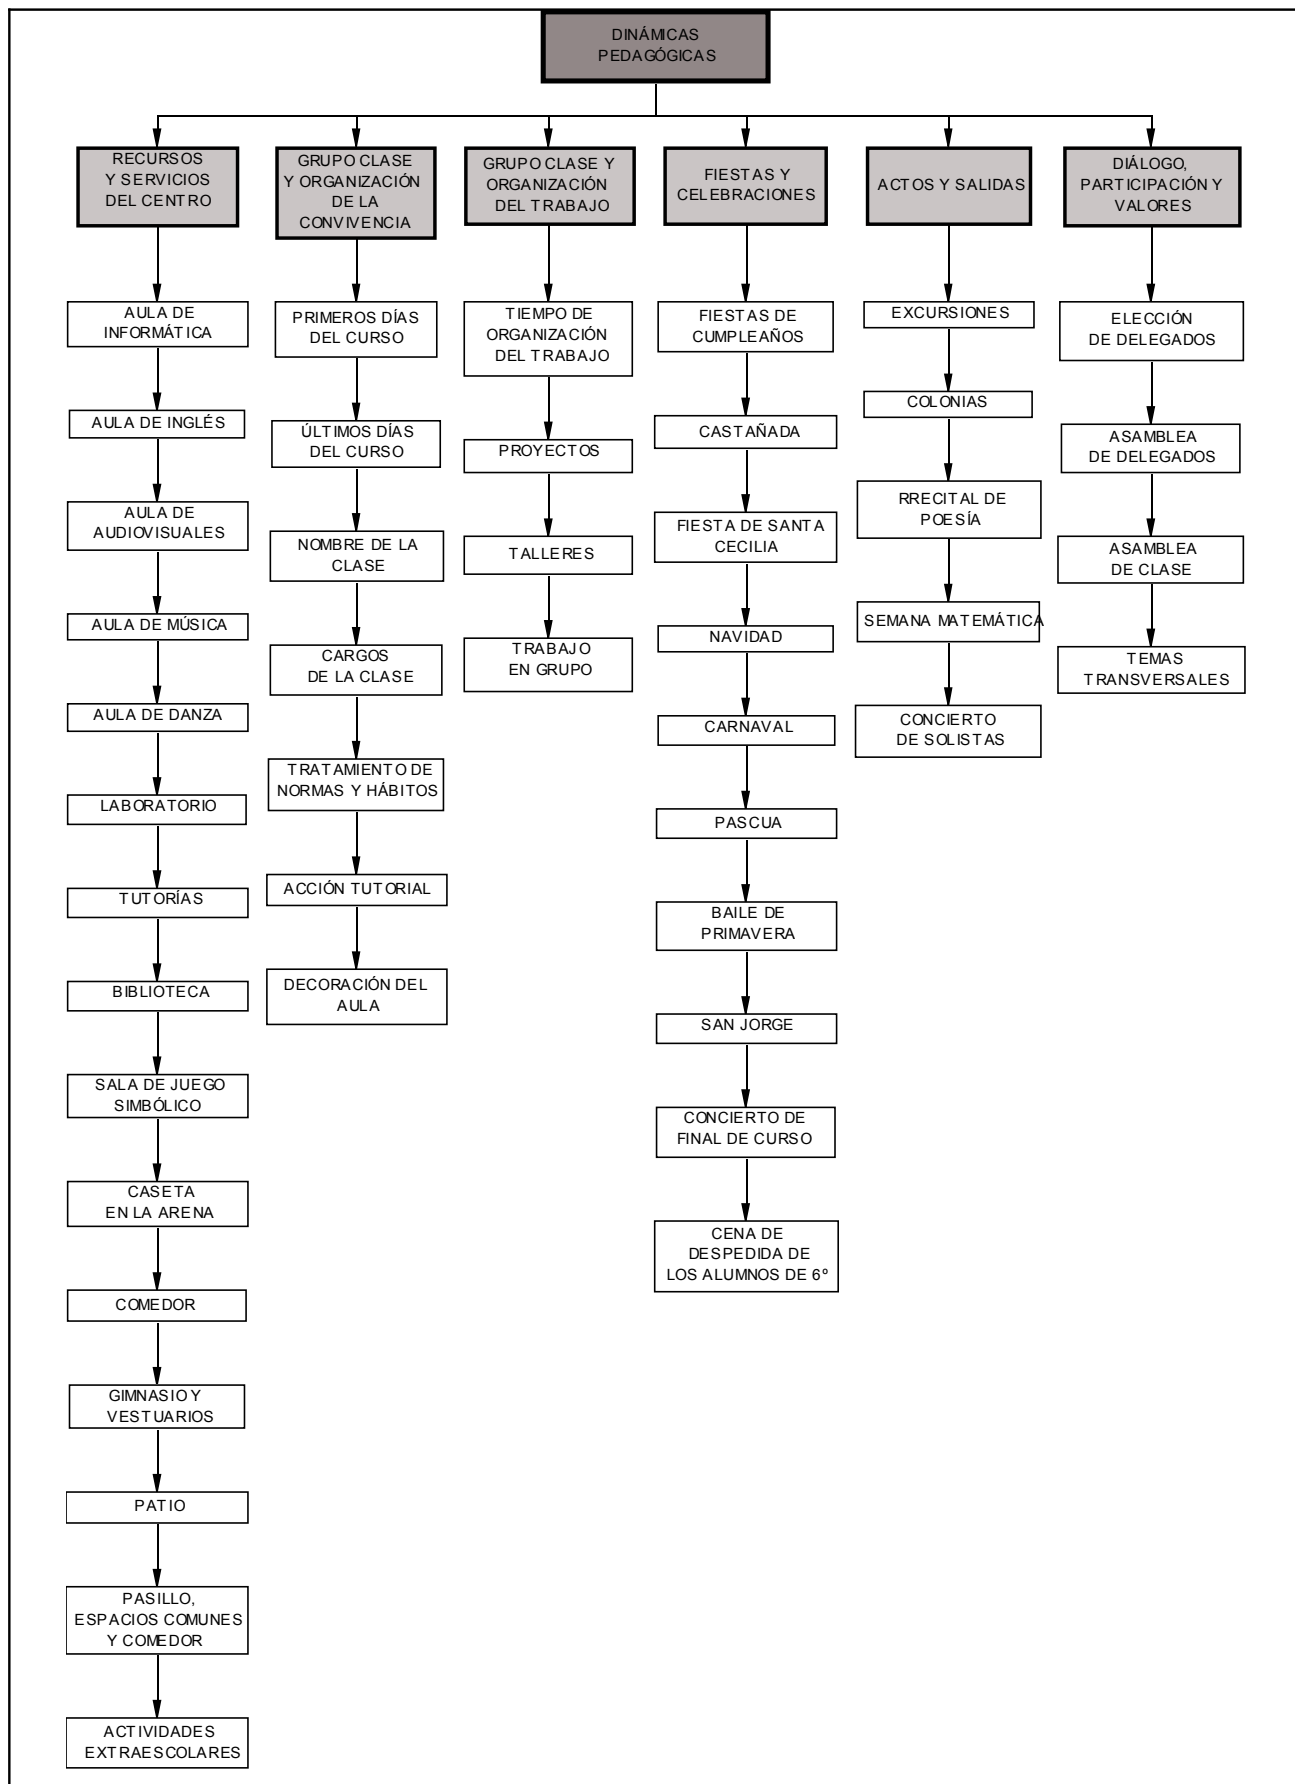 DINÁMICAS
PEDAGÓGICAS
RECURSOS
Y SERVICIOS
DEL CENTRO
AULA DE
INFORMÁTICA
AULA DE INGLÉS
AULA DE
AUDIOVISUALES
AULA DE MÚSICA
AULA DE DANZA
LABORATORIO
TUTORÍAS
BIBLIOTECA
SALA DE JUEGO
SIMBÓLICO
CASETA
EN LA ARENA
COMEDOR
GIMNASIO Y
VESTUARIOS
PATIO
PASILLO,
ESPACIOS COMUNES
Y COMEDOR
ACTIVIDADES
EXTRAESCOLARES
GRUPO CLASE
Y ORGANIZACIÓN
DE LA
CONVIVENCIA
PRIMEROS DÍAS
DEL CURSO
ÚLTIMOS DÍAS
DEL CURSO
NOMBRE DE LA
CLASE
CARGOS
DE LA CLASE
TRATAMIENTO DE
NORMAS Y HÁBITOS
ACCIÓN TUTORIAL
DECORACIÓN DEL
AULA
GRUPO CLASE Y
ORGANIZACIÓN
DEL TRABAJO
TIEMPO DE
ORGANIZACIÓN
DEL TRABAJO
PROYECTOS
TALLERES
TRABAJO
EN GRUPO
FIESTAS Y
CELEBRACIONES
FIESTAS DE
CUMPLEAÑOS
CASTAÑADA
FIESTA DE SANTA
CECILIA
NAVIDAD
CARNAVAL
PASCUA
BAILE DE
PRIMAVERA
SAN JORGE
CONCIERTO DE
FINAL DE CURSO
CENA DE
DESPEDIDA DE
LOS ALUMNOS DE 6º
ACTOS Y SALIDAS
EXCURSIONES
COLONIAS
RRECITAL DE
POESÍA
SEMANA MATEMÁTICA
CONCIERTO
DE SOLISTAS
DIÁLOGO,
PARTICIPACIÓN Y
VALORES
ELECCIÓN
DE DELEGADOS
ASAMBLEA
DE DELEGADOS
ASAMBLEA
DE CLASE
TEMAS
TRANSVERSALES